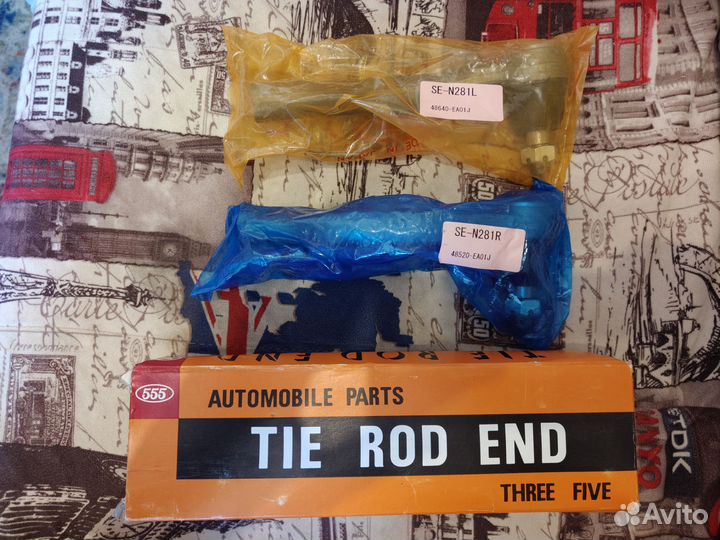 SE-N281L
48640-EA01J
SE-N281R
48520-EA01J
TIE ROD END
555
AUTOMOBILE PARTS
TIE ROD END
THREE FIVE
TDK
Avito